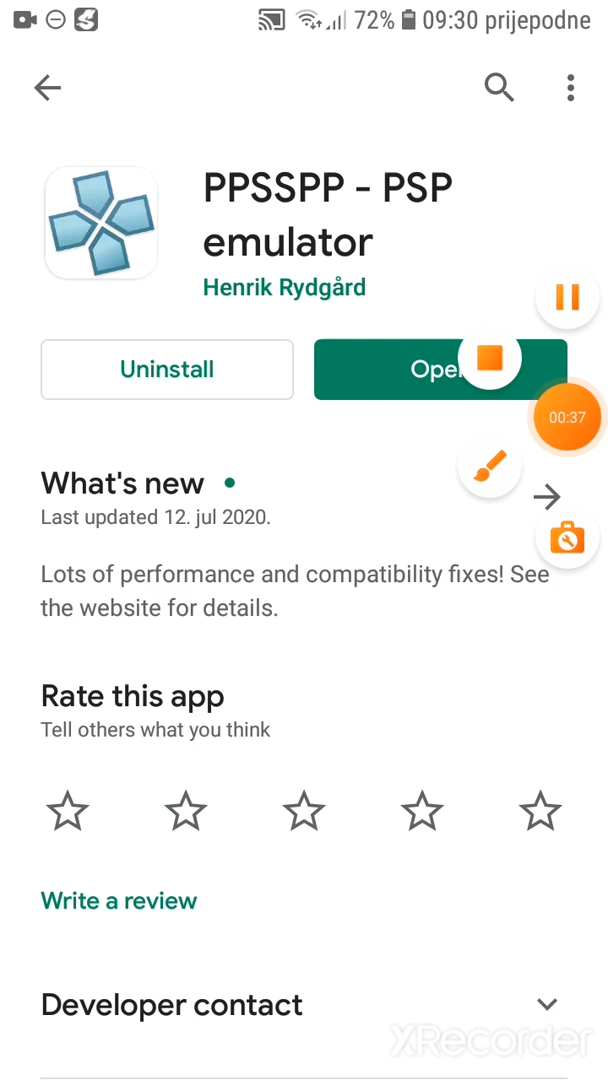 72% 09:30 prijepodne
PPSSPP - PSP
emulator
Henrik Rydgård
Uninstall
Open
00:37
What's new
Last updated 12. jul 2020.
Lots of performance and compatibility fixes! See
the website for details.
Rate this app
Tell others what you think
Write a review
Developer contact
XRecorder